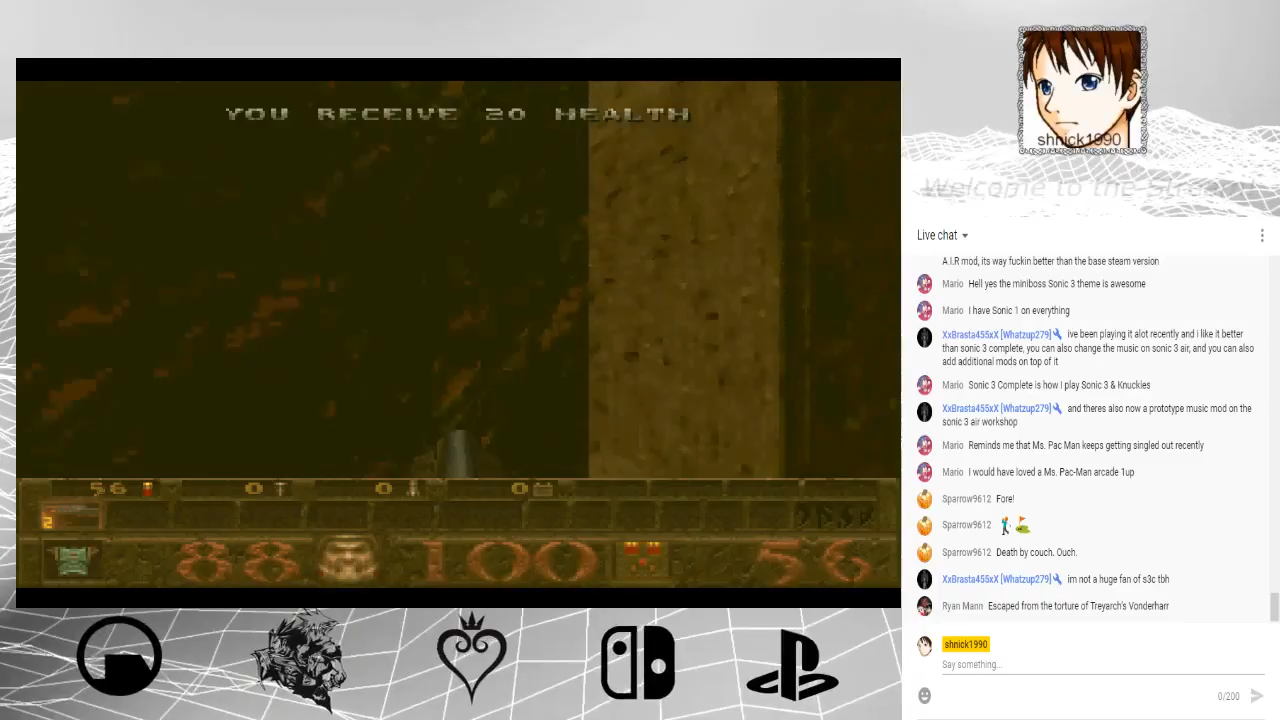 YOU RECEIVE 20 HEALTH
56 0 0 0
2
88 100 56
shnick1990
Welcome to the Stre
Live chat
A.I.R mod, its way fuckin better than the base steam version
Mario Hell yes the miniboss Sonic 3 theme is awesome
Mario I have Sonic 1 on everything
XxBrasta455xX [Whatzup279] ive been playing it alot recently and i like it better
than sonic 3 complete, you can also change the music on sonic 3 air, and you can also
add additional mods on top of it
Mario Sonic 3 Complete is how I play Sonic 3 & Knuckles
XxBrasta455xX [Whatzup279] and theres also now a prototype music mod on the
sonic 3 air workshop
Mario Reminds me that Ms. Pac Man keeps getting singled out recently
Mario I would have loved a Ms. Pac-Man arcade 1up
Sparrow9612 Fore!
Sparrow9612 🏌️‍♂️⛳
Sparrow9612 Death by couch. Ouch.
XxBrasta455xX [Whatzup279] im not a huge fan of s3c tbh
Ryan Mann Escaped from the torture of Treyarch's Vonderharr
shnick1990
Say something...
0/200